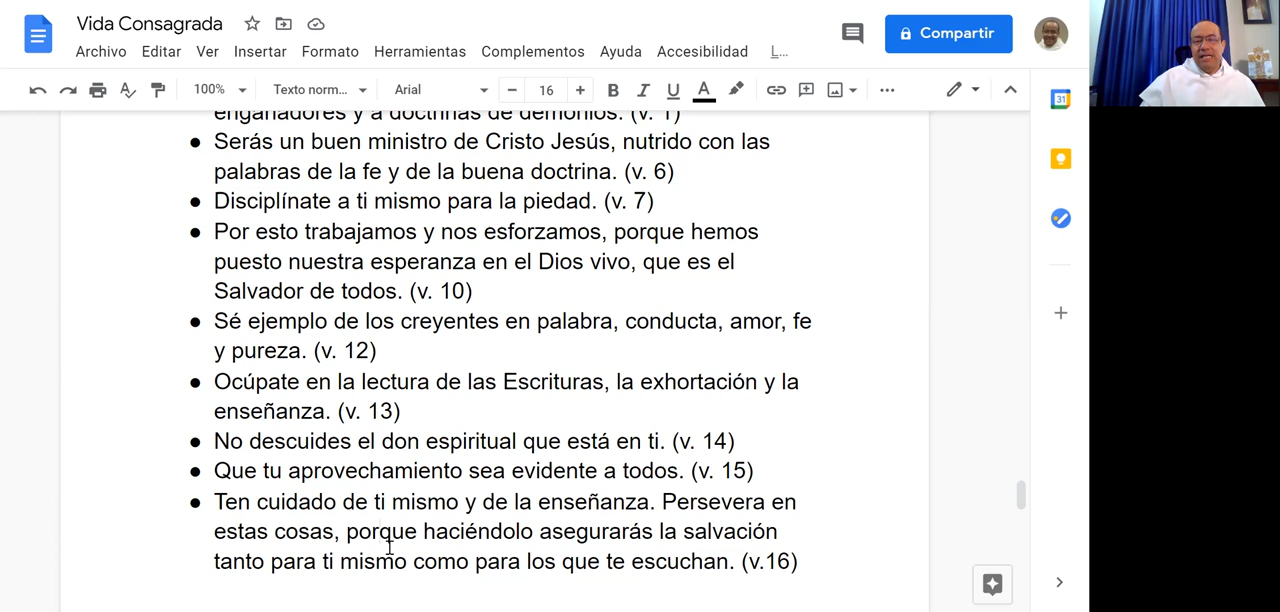 Vida Consagrada
Archivo Editar Ver Insertar Formato Herramientas Complementos Ayuda Accesibilidad L...
Compartir
100% Texto norm... Arial 16 B I U A
31
engañadores y a doctrinas de demonios. (v. 1)
● Serás un buen ministro de Cristo Jesús, nutrido con las
palabras de la fe y de la buena doctrina. (v. 6)
● Disciplínate a ti mismo para la piedad. (v. 7)
● Por esto trabajamos y nos esforzamos, porque hemos
puesto nuestra esperanza en el Dios vivo, que es el
Salvador de todos. (v. 10)
● Sé ejemplo de los creyentes en palabra, conducta, amor, fe
y pureza. (v. 12)
● Ocúpate en la lectura de las Escrituras, la exhortación y la
enseñanza. (v. 13)
● No descuides el don espiritual que está en ti. (v. 14)
● Que tu aprovechamiento sea evidente a todos. (v. 15)
● Ten cuidado de ti mismo y de la enseñanza. Persevera en
estas cosas, porque haciéndolo asegurarás la salvación
tanto para ti mismo como para los que te escuchan. (v.16)